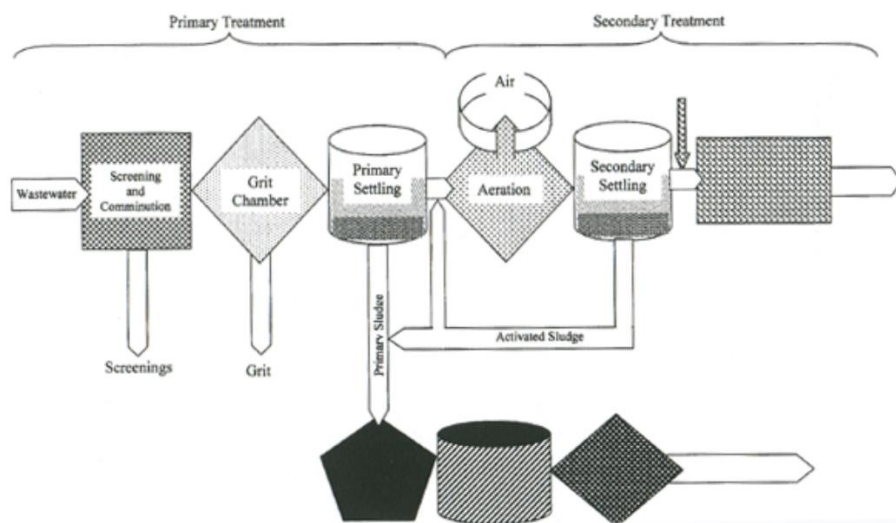 Primary Treatment
Secondary Treatment
Air
Wastewater
Screening
and
Comminution
Grit
Chamber
Primary
Settling
Aeration
Secondary
Settling
Primary Sludge
Activated Sludge
Screenings
Grit